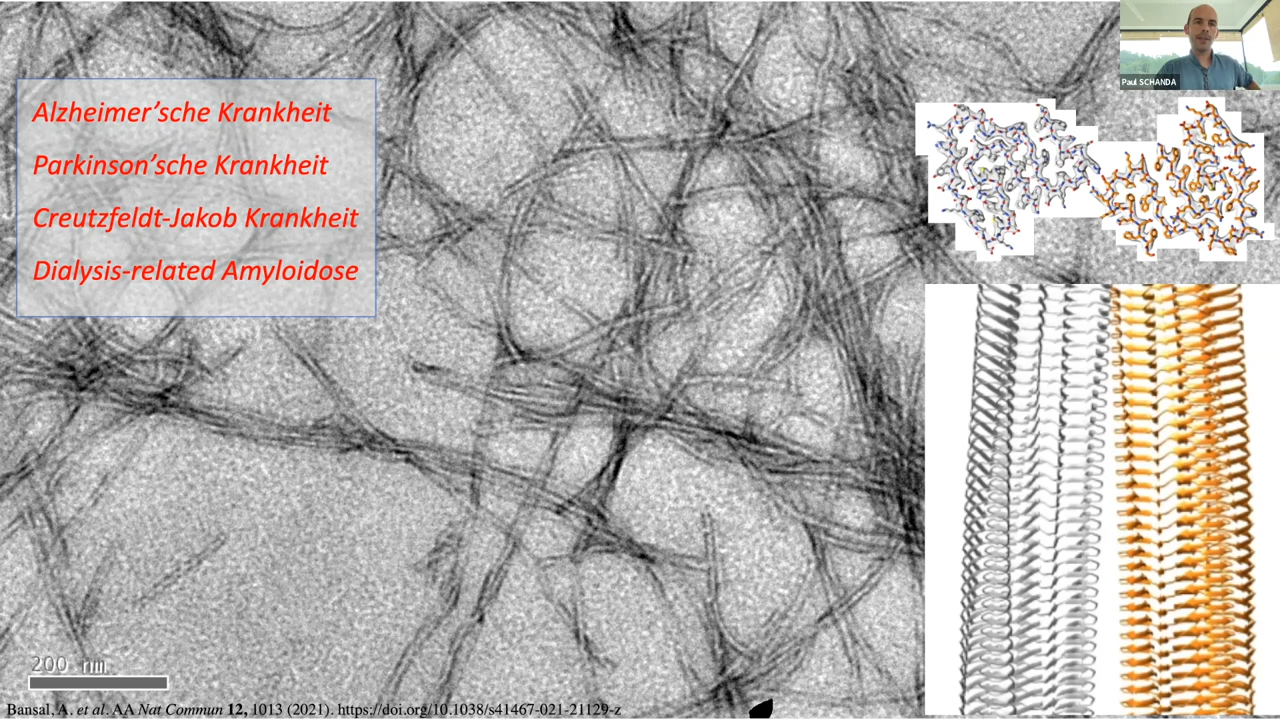 Paul SCHANDA
Alzheimer’sche Krankheit
Parkinson’sche Krankheit
Creutzfeldt-Jakob Krankheit
Dialysis-related Amyloidose
200 nm
Bansal, A. et al. AA Nat Commun 12, 1013 (2021). https://doi.org/10.1038/s41467-021-21129-z